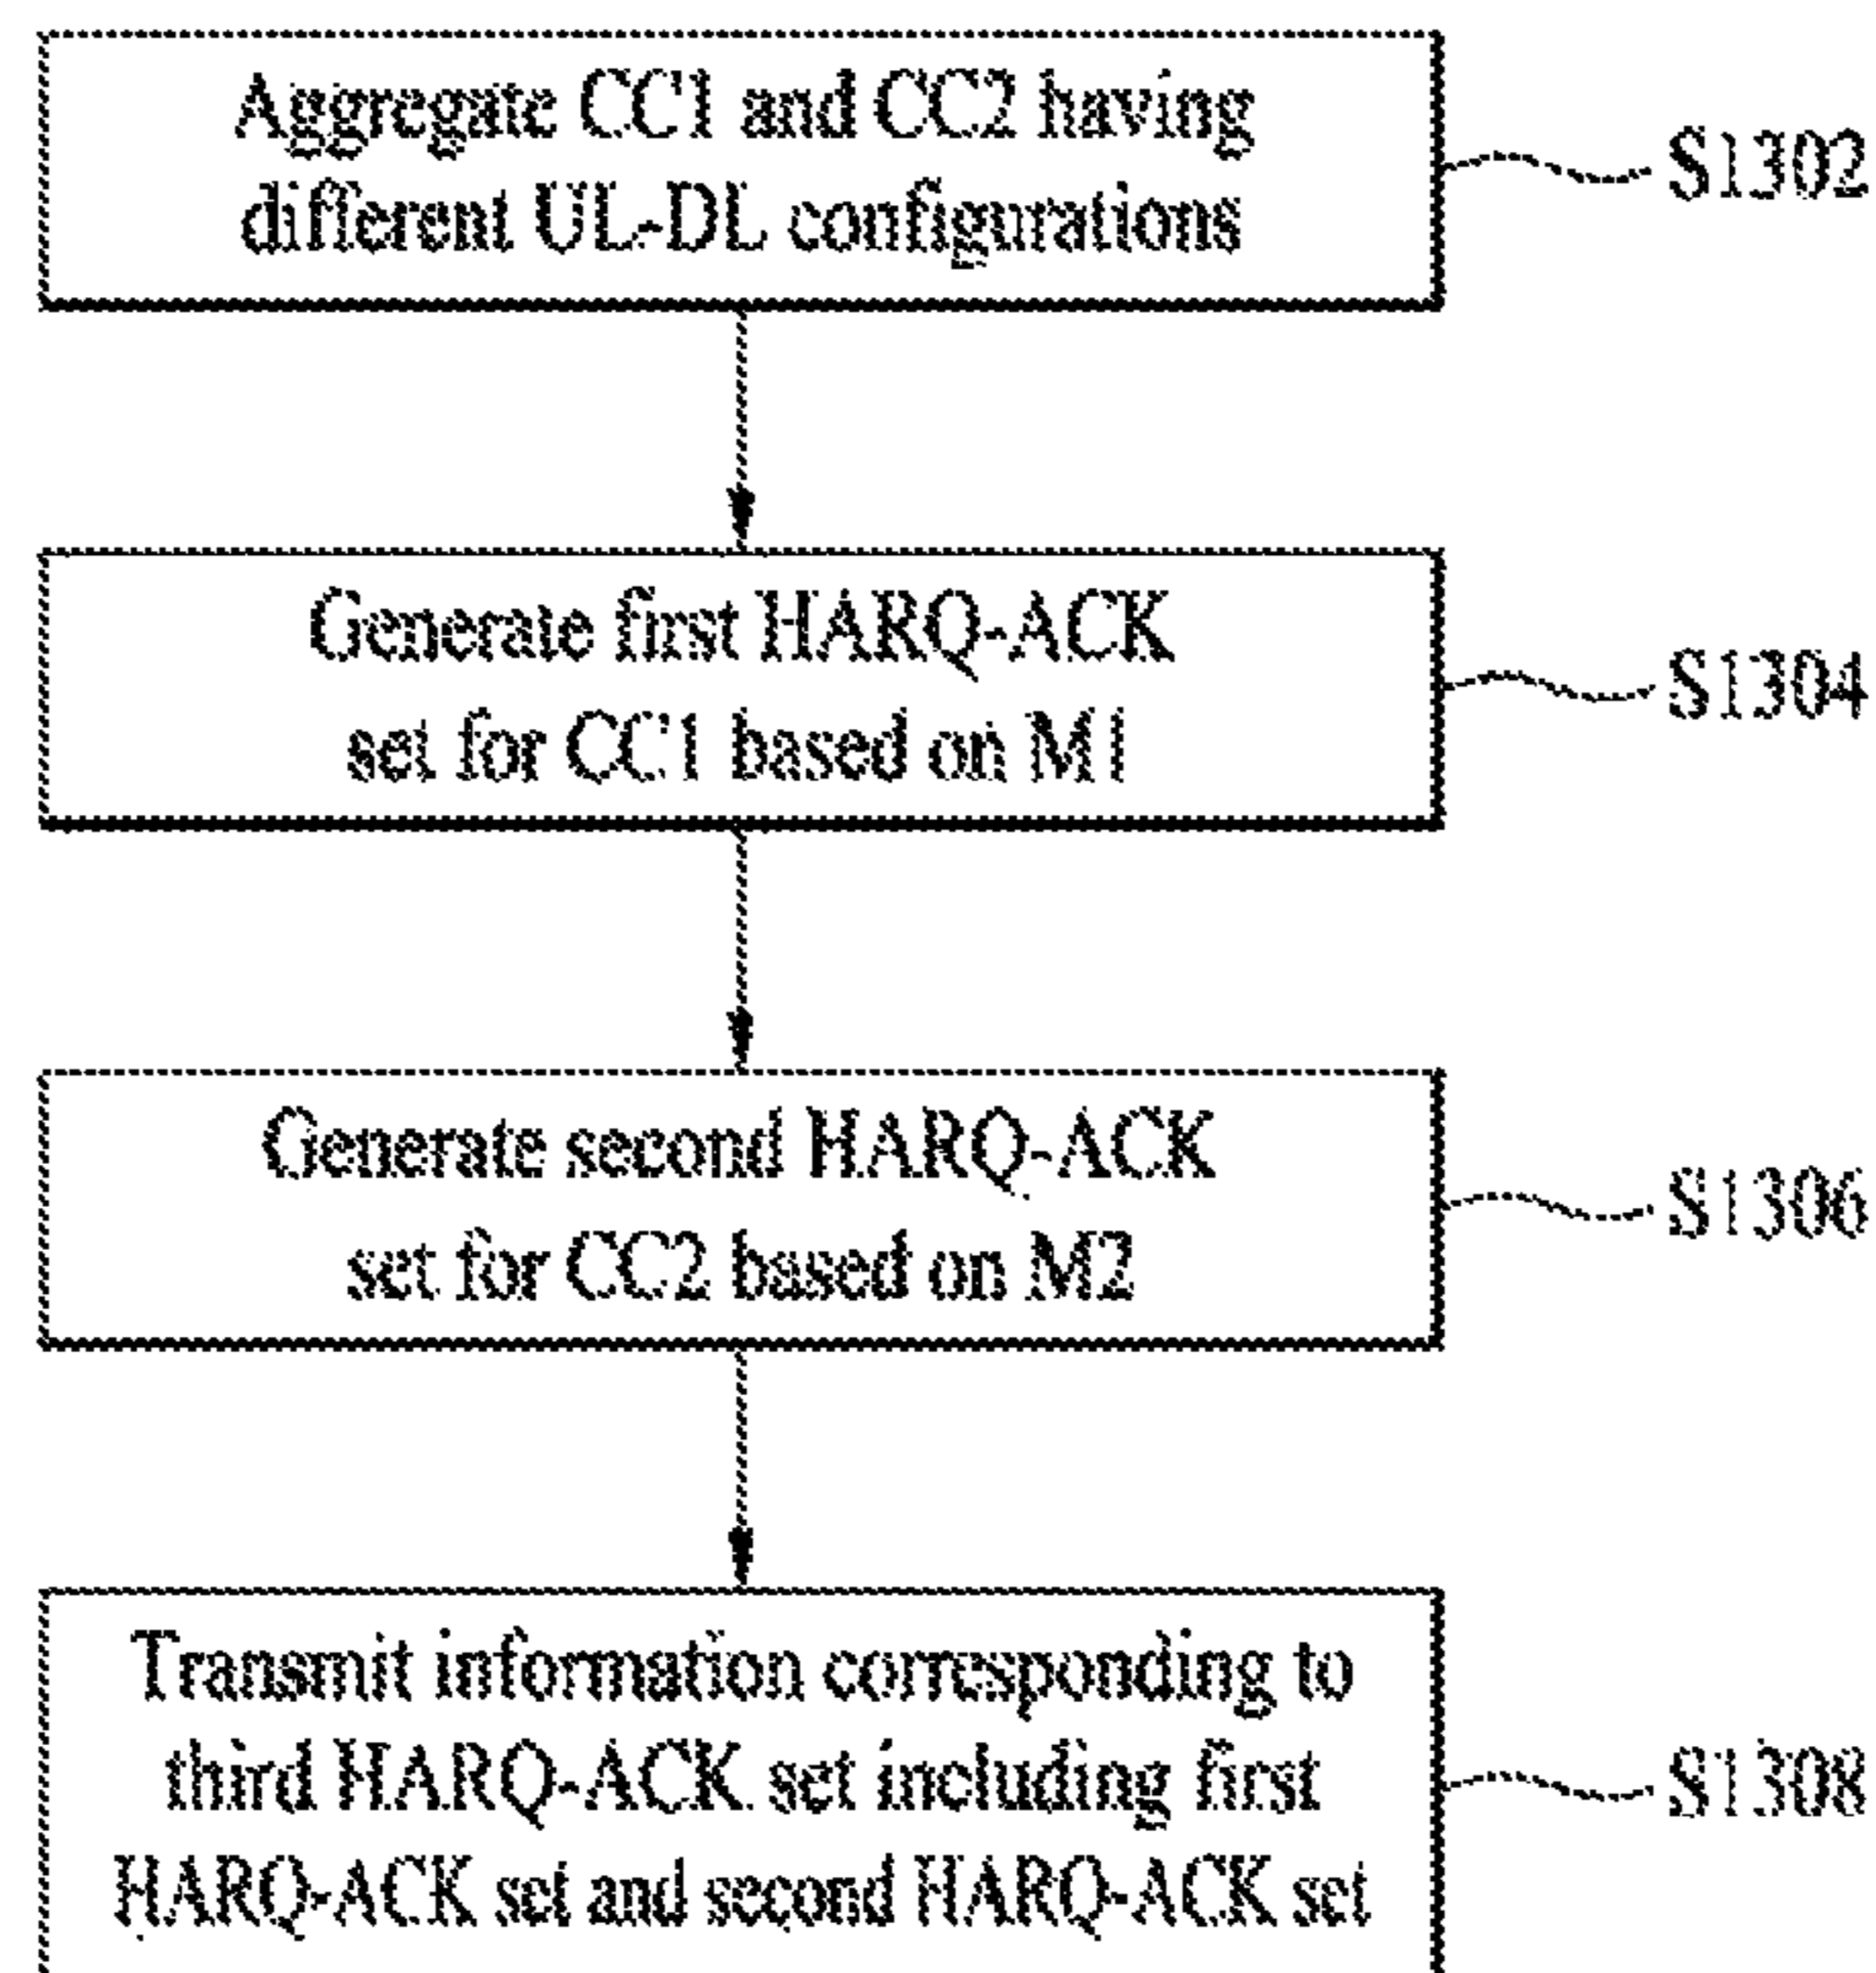 Aggregate CC1 and CC2 having
different UL-DL configurations
S1302
Generate first HARQ-ACK
set for CC1 based on M1
S1304
Generate second HARQ-ACK
set for CC2 based on M2
S1306
Transmit information corresponding to
third HARQ-ACK set including first
HARQ-ACK set and second HARQ-ACK set
S1308